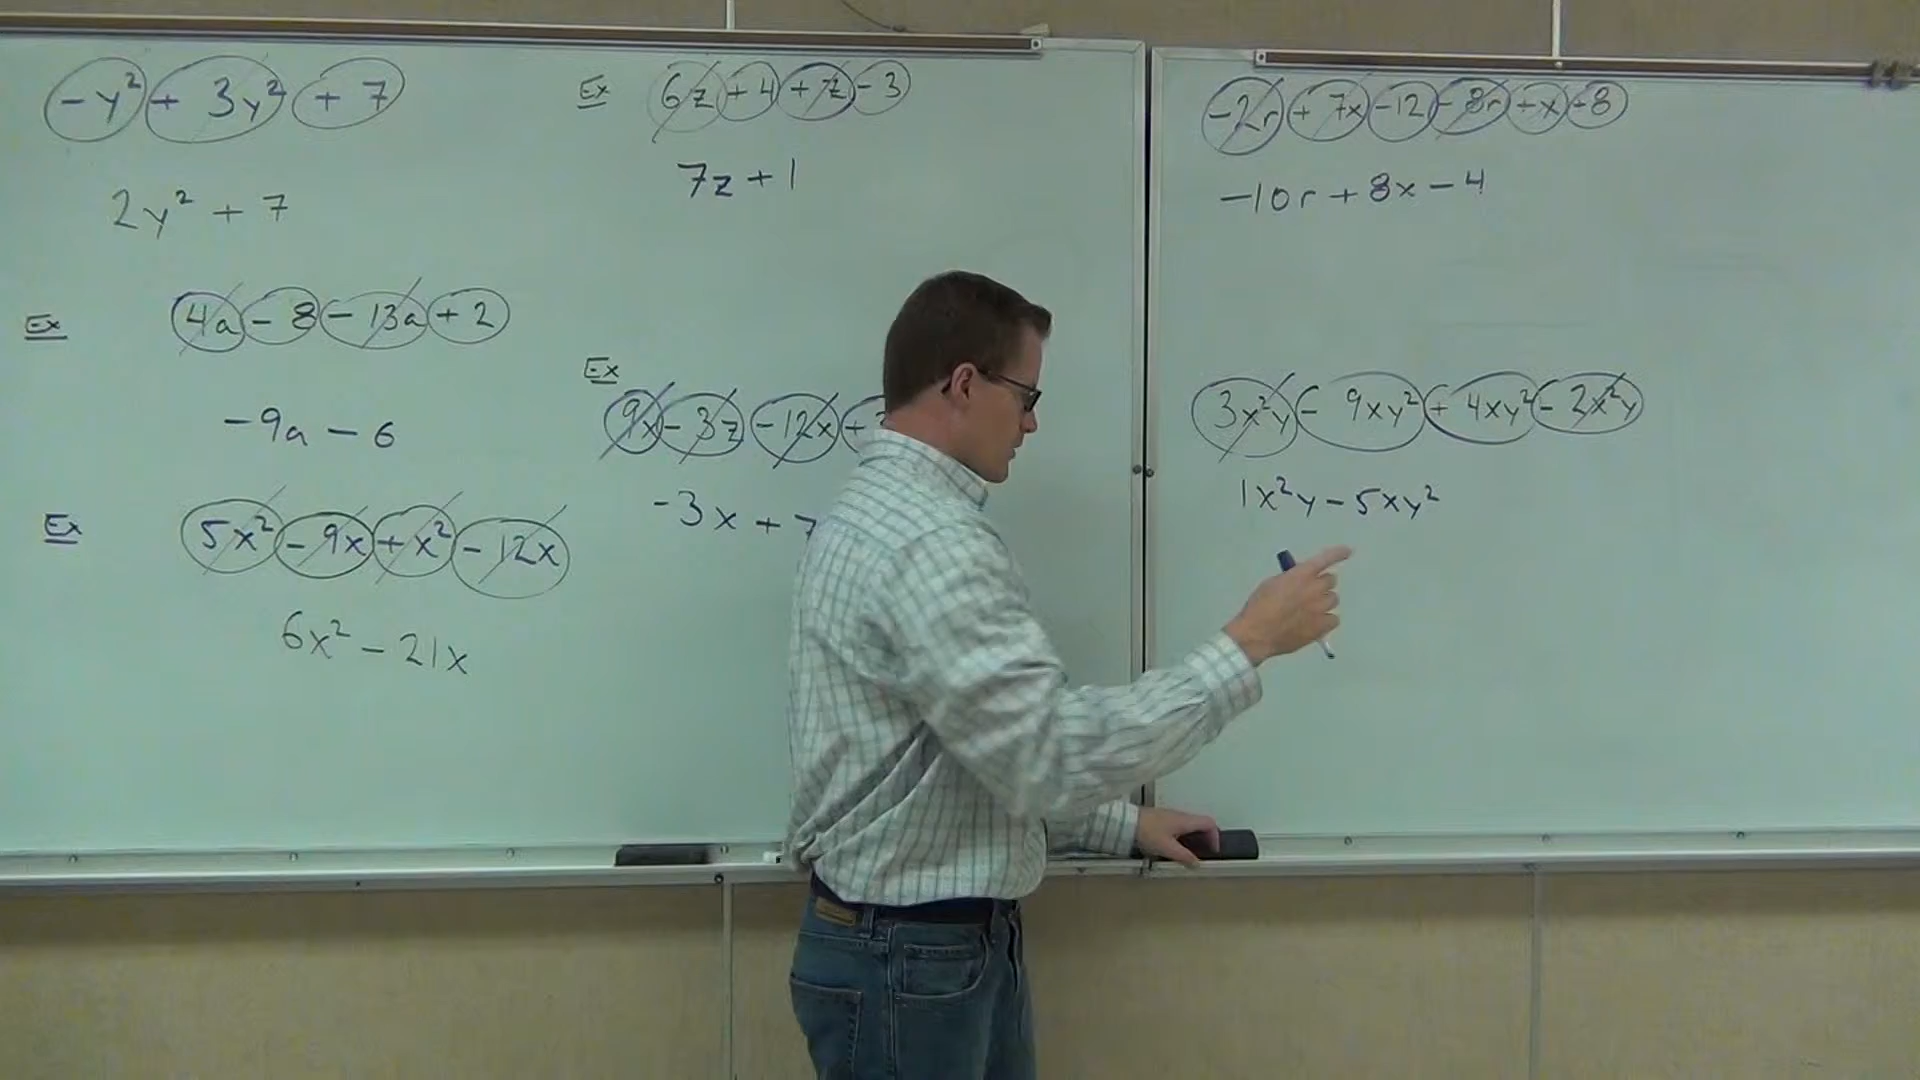 -y² + 3y² + 7
2y² + 7
Ex 4a - 8 - 13a + 2
-9a - 6
Ex 5x² - 9x + x² - 12x
6x² - 21x
Ex 6z + 4 + z - 3
7z + 1
Ex
9x - 3z - 12x +
-3x + 7
-2r + 7x - 12 - 8r + x + 8
-10r + 8x - 4
3x²y - 9xy² + 4xy² - 2x²y
1x²y - 5xy²